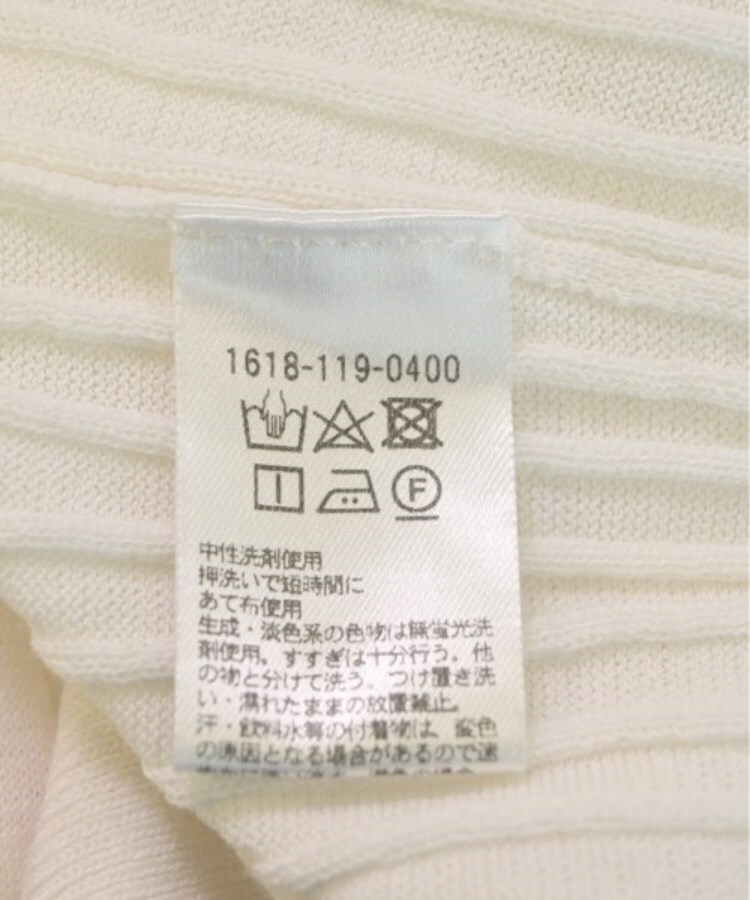 1618-119-0400
F
中性洗剤使用
押洗いで短時間に
あて布使用
生成・淡色系の色物は無蛍光洗
剤使用。すすぎは十分行う。他
の物と分けて洗う。つけ置き洗
い・濡れたままの放置禁止。
汗・飲料水等の付着物は、変色
の原因となる場合があるので速